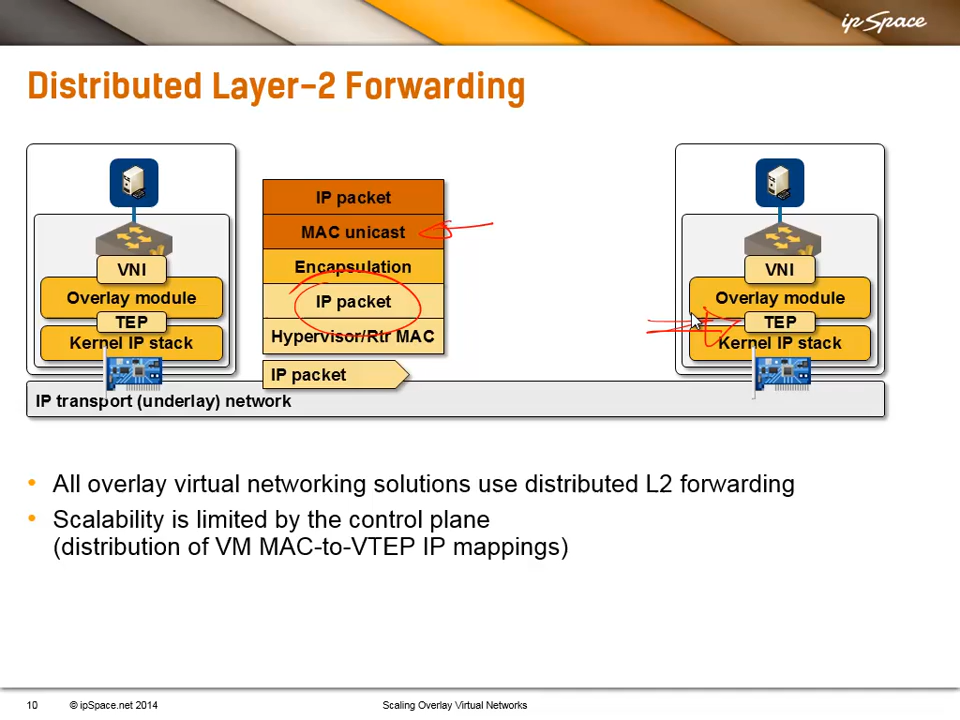 ipSpace
Distributed Layer-2 Forwarding
IP packet
MAC unicast
Encapsulation
IP packet
Hypervisor/Rtr MAC
IP packet
VNI
Overlay module
TEP
Kernel IP stack
VNI
Overlay module
TEP
Kernel IP stack
IP transport (underlay) network
• All overlay virtual networking solutions use distributed L2 forwarding
• Scalability is limited by the control plane
(distribution of VM MAC-to-VTEP IP mappings)
10 © ipSpace.net 2014 Scaling Overlay Virtual Networks